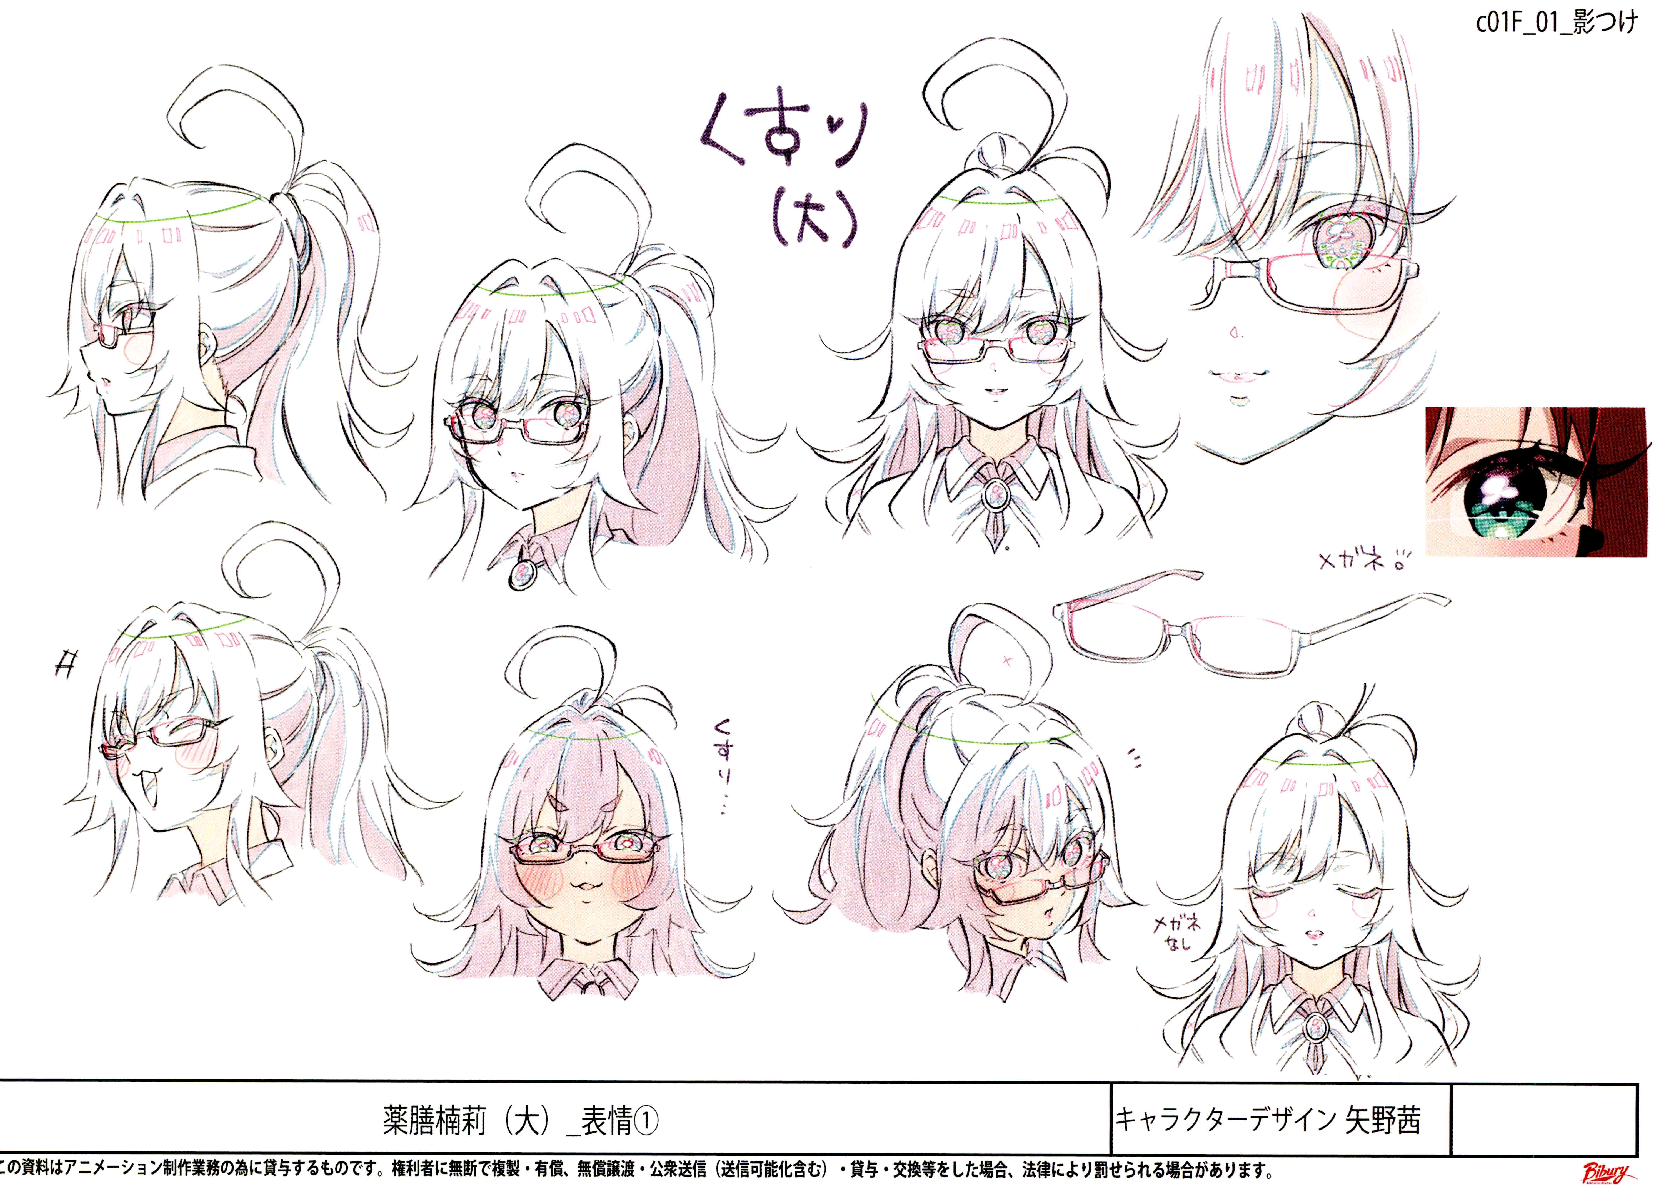 c01F_01_影つけ
くすり
(大)
メガネ
くすり…
メガネ
なし
薬膳楠莉（大）_表情①
キャラクターデザイン 矢野茜
この資料はアニメーション制作業務の為に貸与するものです。権利者に無断で複製・有償、無償譲渡・公衆送信（送信可能化含む）・貸与・交換等をした場合、法律により罰せられる場合があります。
Bibury